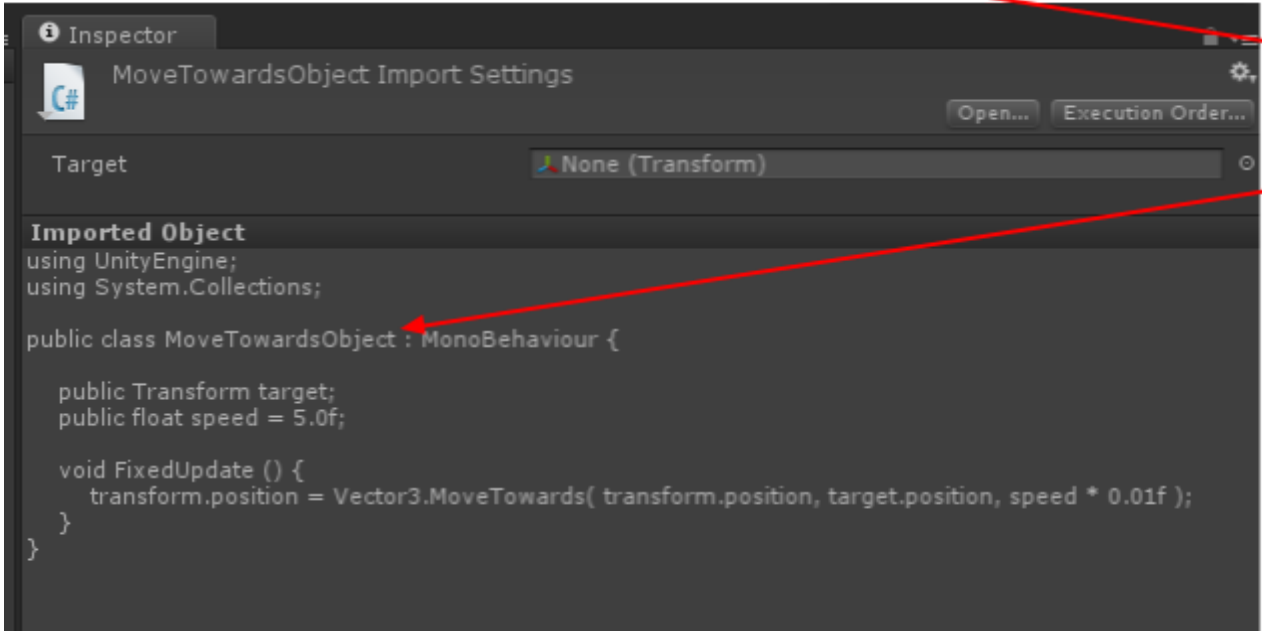 Inspector
MoveTowardsObject Import Settings
C#
Open... Execution Order...
Target None (Transform)
Imported Object
using UnityEngine;
using System.Collections;
public class MoveTowardsObject : MonoBehaviour {
public Transform target;
public float speed = 5.0f;
void FixedUpdate () {
transform.position = Vector3.MoveTowards( transform.position, target.position, speed * 0.01f );
}
}